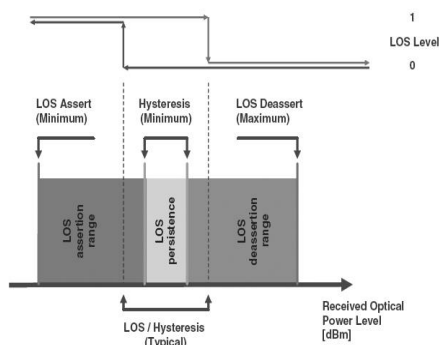 1
LOS Level
0
LOS Assert
(Minimum)
Hysteresis
(Minimum)
LOS Deassert
(Maximum)
LOS assertion
range
LOS
persistence
LOS
deassertion
range
Received Optical
Power Level
[dBm]
LOS / Hysteresis
(Typical)